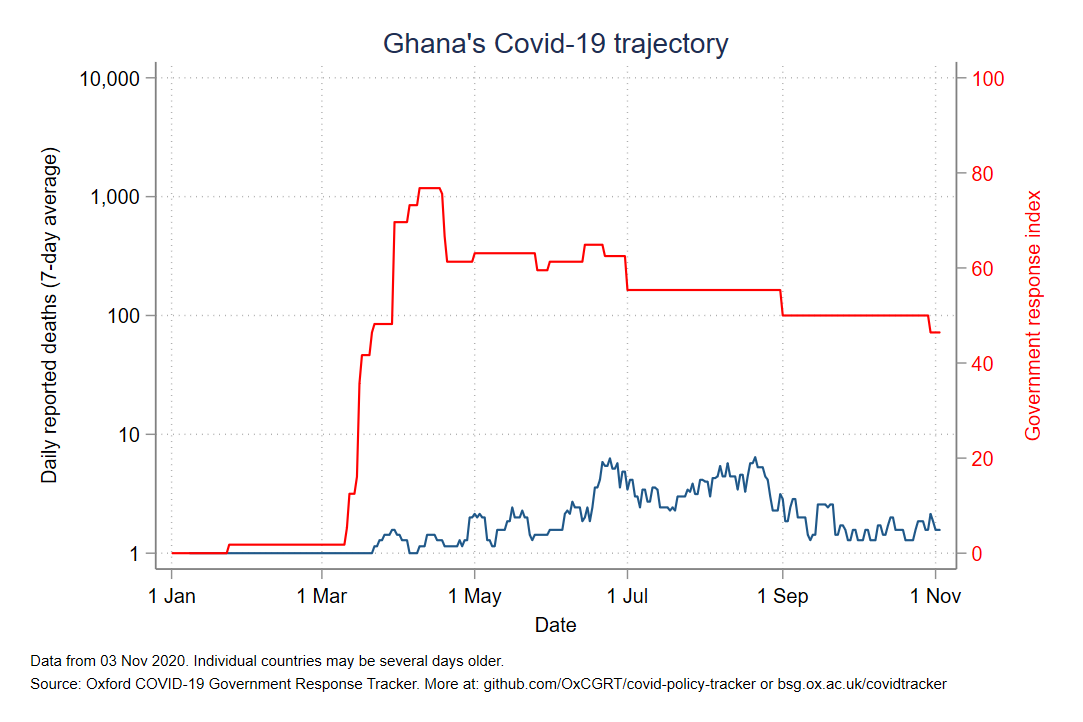 Ghana's Covid-19 trajectory
Daily reported deaths (7-day average)
10,000
1,000
100
10
1
100
80
60
40
20
0
Government response index
1 Jan
1 Mar
1 May
1 Jul
1 Sep
1 Nov
Date
Data from 03 Nov 2020. Individual countries may be several days older.
Source: Oxford COVID-19 Government Response Tracker. More at: github.com/OxCGRT/covid-policy-tracker or bsg.ox.ac.uk/covidtracker